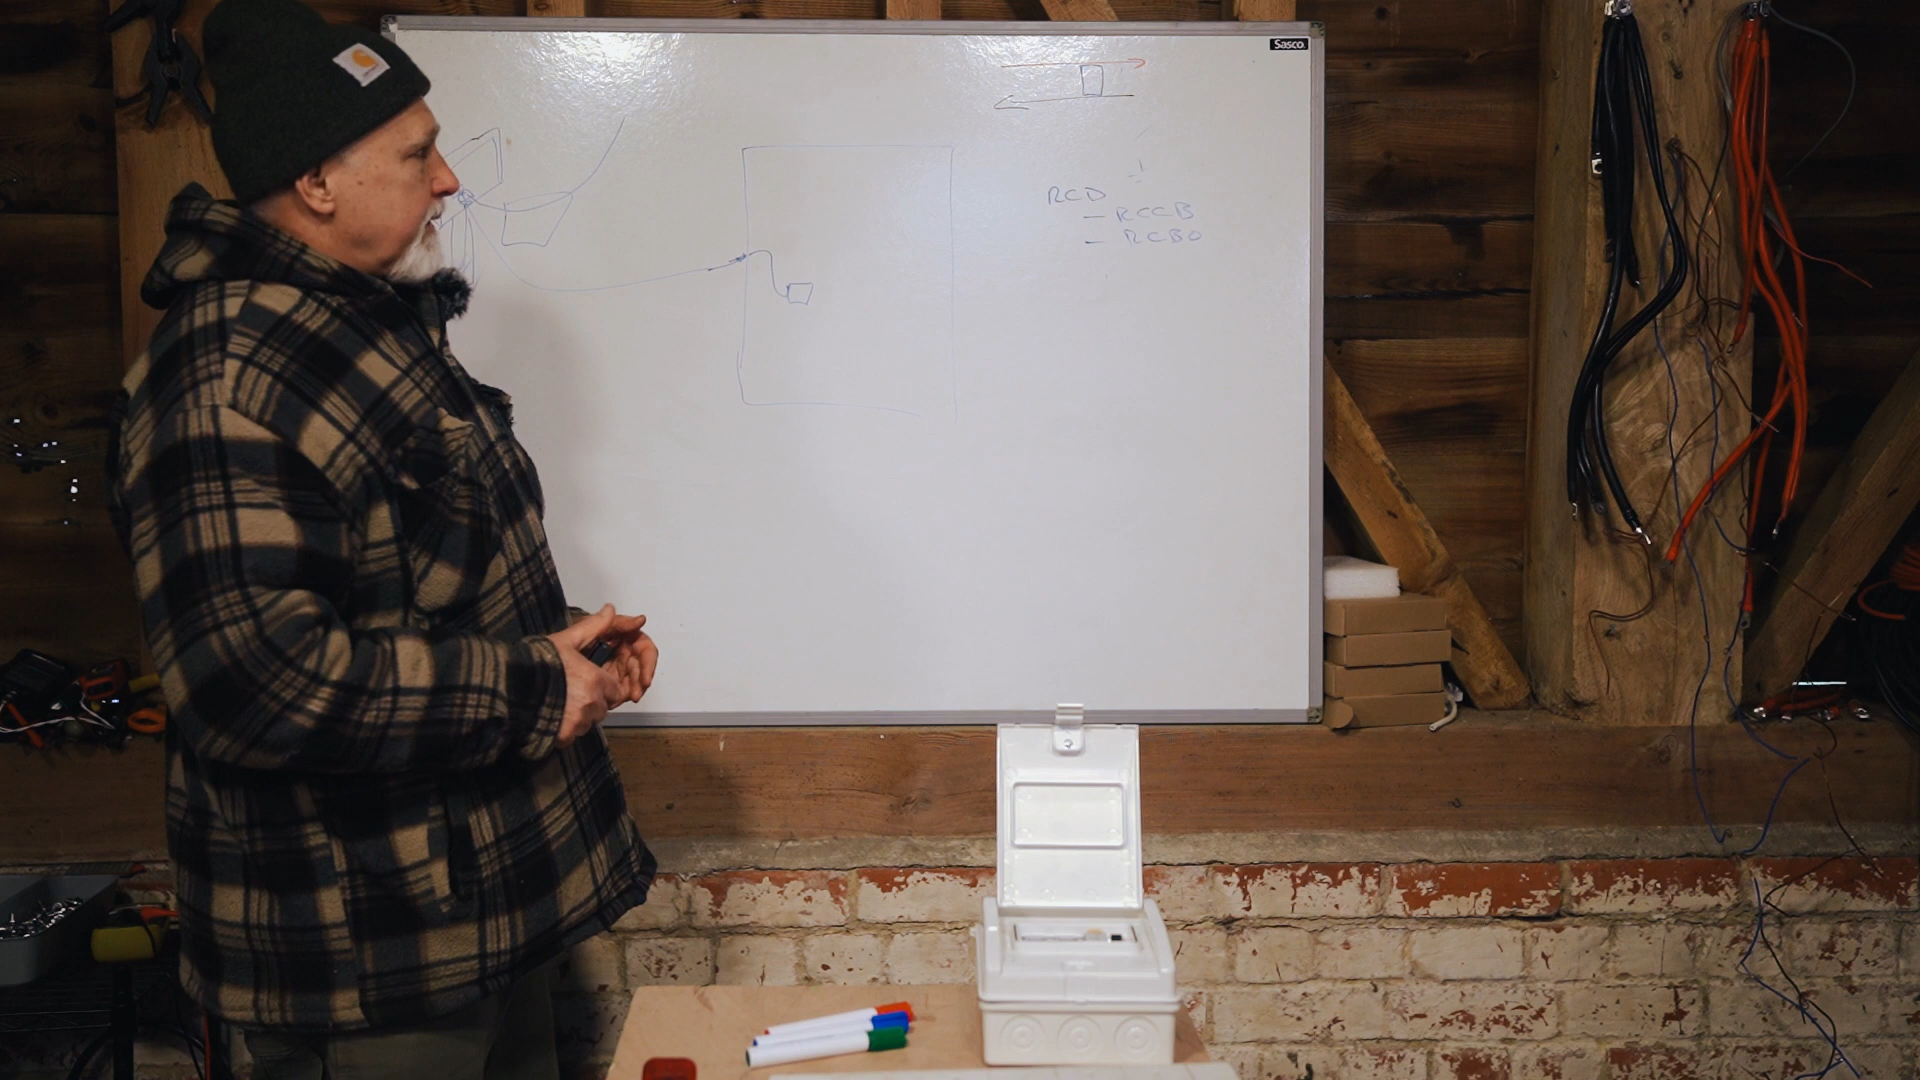 Sasco.
RCD
— RCCB
— RCBO